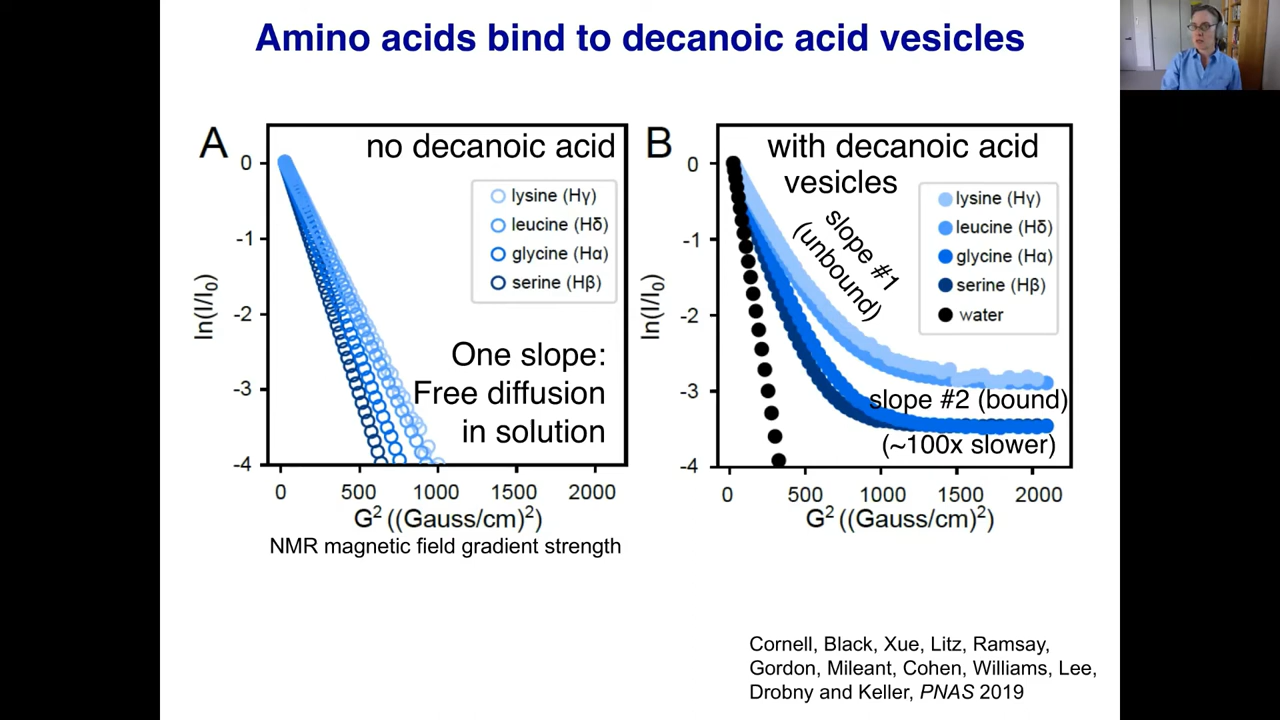 Amino acids bind to decanoic acid vesicles
A
no decanoic acid
lysine (Hγ)
leucine (Hδ)
glycine (Hα)
serine (Hβ)
One slope:
Free diffusion
in solution
0
-1
-2
-3
-4
ln(I/I₀)
0 500 1000 1500 2000
G² ((Gauss/cm)²)
NMR magnetic field gradient strength
B
with decanoic acid
vesicles
lysine (Hγ)
leucine (Hδ)
glycine (Hα)
serine (Hβ)
water
slope #1
(unbound)
slope #2 (bound)
(~100x slower)
0
-1
-2
-3
-4
ln(I/I₀)
0 500 1000 1500 2000
G² ((Gauss/cm)²)
Cornell, Black, Xue, Litz, Ramsay,
Gordon, Mileant, Cohen, Williams, Lee,
Drobny and Keller, PNAS 2019